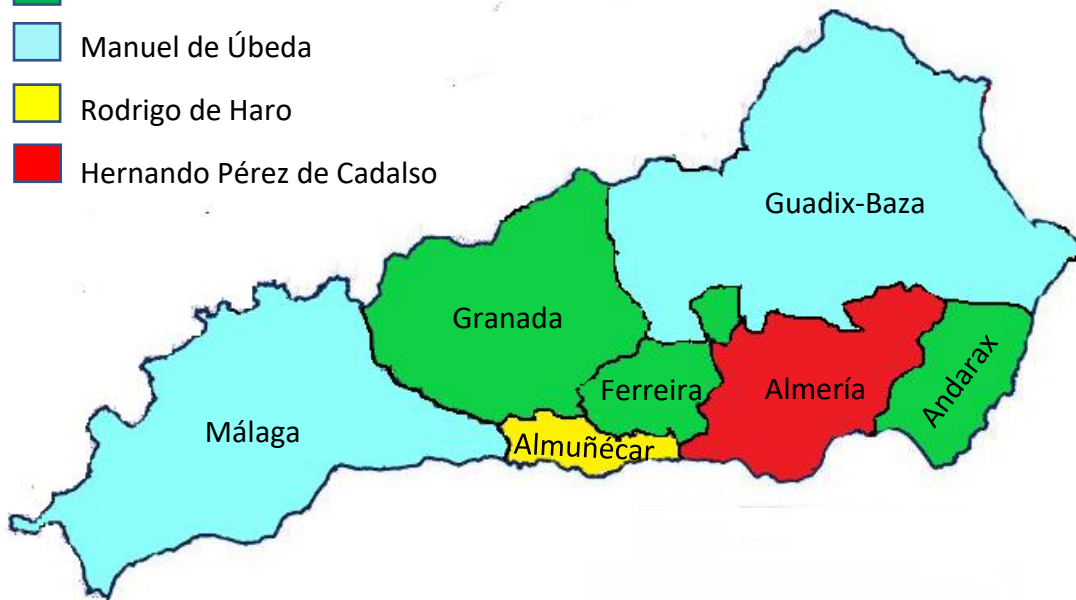 Manuel de Úbeda
Rodrigo de Haro
Hernando Pérez de Cadalso
Guadix-Baza
Granada
Ferreira
Almería
Andarax
Málaga
Almuñécar